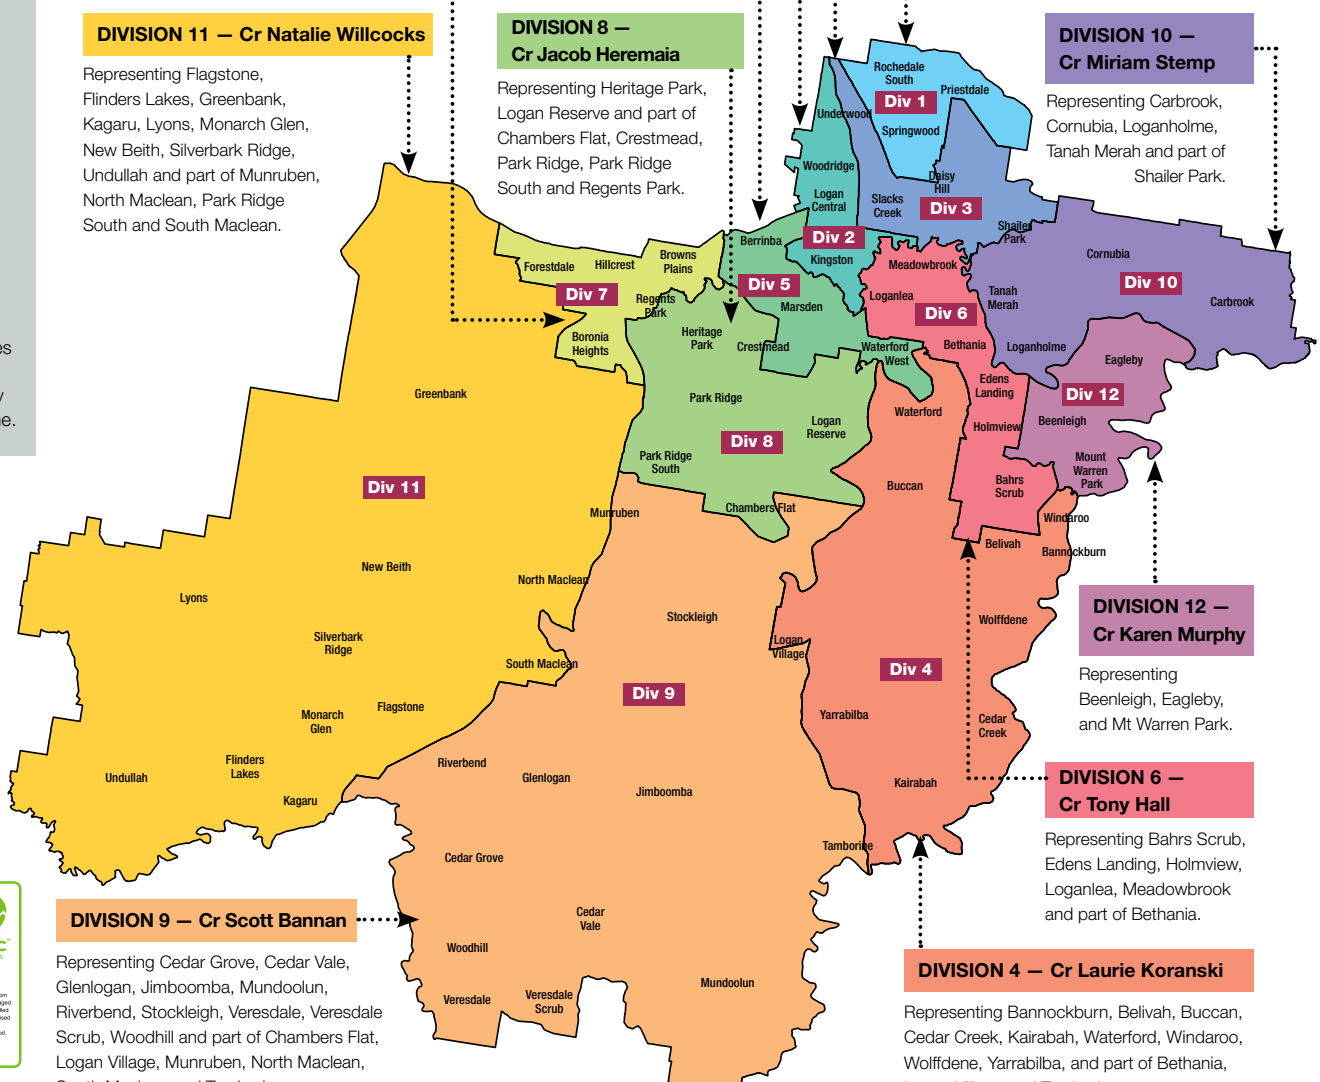 DIVISION 11 — Cr Natalie Willcocks
Representing Flagstone,
Flinders Lakes, Greenbank,
Kagaru, Lyons, Monarch Glen,
New Beith, Silverbark Ridge,
Undullah and part of Munruben,
North Maclean, Park Ridge
South and South Maclean.
DIVISION 8 —
Cr Jacob Heremaia
Representing Heritage Park,
Logan Reserve and part of
Chambers Flat, Crestmead,
Park Ridge, Park Ridge
South and Regents Park.
DIVISION 10 —
Cr Miriam Stemp
Representing Carbrook,
Cornubia, Loganholme,
Tanah Merah and part of
Shailer Park.
Rochedale
South
Priestdale
Div 1
Underwood
Springwood
Woodridge
Daisy
Hill
Logan
Central
Slacks
Creek
Div 3
Shailer
Park
Div 2
Berrinba
Kingston
Meadowbrook
Cornubia
Browns
Plains
Forestdale
Hillcrest
Div 7
Regents
Park
Div 5
Marsden
Loganlea
Div 6
Tanah
Merah
Div 10
Carbrook
Boronia
Heights
Heritage
Park
Crestmead
Waterford
West
Bethania
Loganholme
Eagleby
Greenbank
Park Ridge
Edens
Landing
Div 12
Waterford
Logan
Reserve
Holmview
Beenleigh
Div 8
Park Ridge
South
Mount
Warren
Park
Div 11
Buccan
Bahrs
Scrub
Munruben
Chambers Flat
Windaroo
Belivah
Bannockburn
New Beith
North Maclean
Lyons
Stockleigh
Wolffdene
Silverbark
Ridge
Logan
Village
South Maclean
Div 9
Div 4
Flagstone
Monarch
Glen
Yarrabilba
Cedar
Creek
Flinders
Lakes
Undullah
Riverbend
Glenlogan
Jimboomba
Kairabah
Kagaru
Tamborine
Cedar Grove
Cedar
Vale
Woodhill
Mundoolun
Veresdale
Veresdale
Scrub
DIVISION 12 —
Cr Karen Murphy
Representing
Beenleigh, Eagleby,
and Mt Warren Park.
DIVISION 6 —
Cr Tony Hall
Representing Bahrs Scrub,
Edens Landing, Holmview,
Loganlea, Meadowbrook
and part of Bethania.
DIVISION 9 — Cr Scott Bannan
Representing Cedar Grove, Cedar Vale,
Glenlogan, Jimboomba, Mundoolun,
Riverbend, Stockleigh, Veresdale, Veresdale
Scrub, Woodhill and part of Chambers Flat,
Logan Village, Munruben, North Maclean,
DIVISION 4 — Cr Laurie Koranski
Representing Bannockburn, Belivah, Buccan,
Cedar Creek, Kairabah, Waterford, Windaroo,
Wolffdene, Yarrabilba, and part of Bethania,